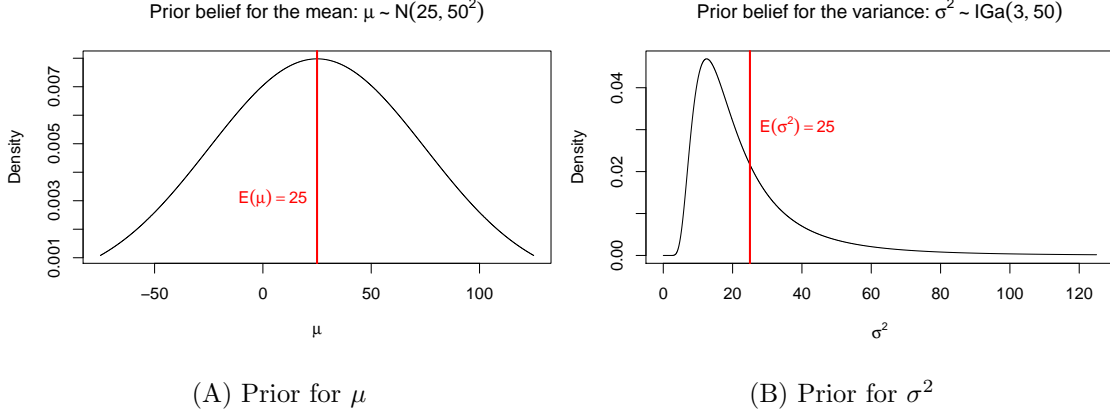 Prior belief for the mean: μ ~ N(25, 50²)
Density
0.001 0.003 0.005 0.007
E(μ) = 25
−50 0 50 100
μ
(A) Prior for μ
Prior belief for the variance: σ² ~ IGa(3, 50)
Density
0.00 0.02 0.04
E(σ²) = 25
0 20 40 60 80 100 120
σ²
(B) Prior for σ²